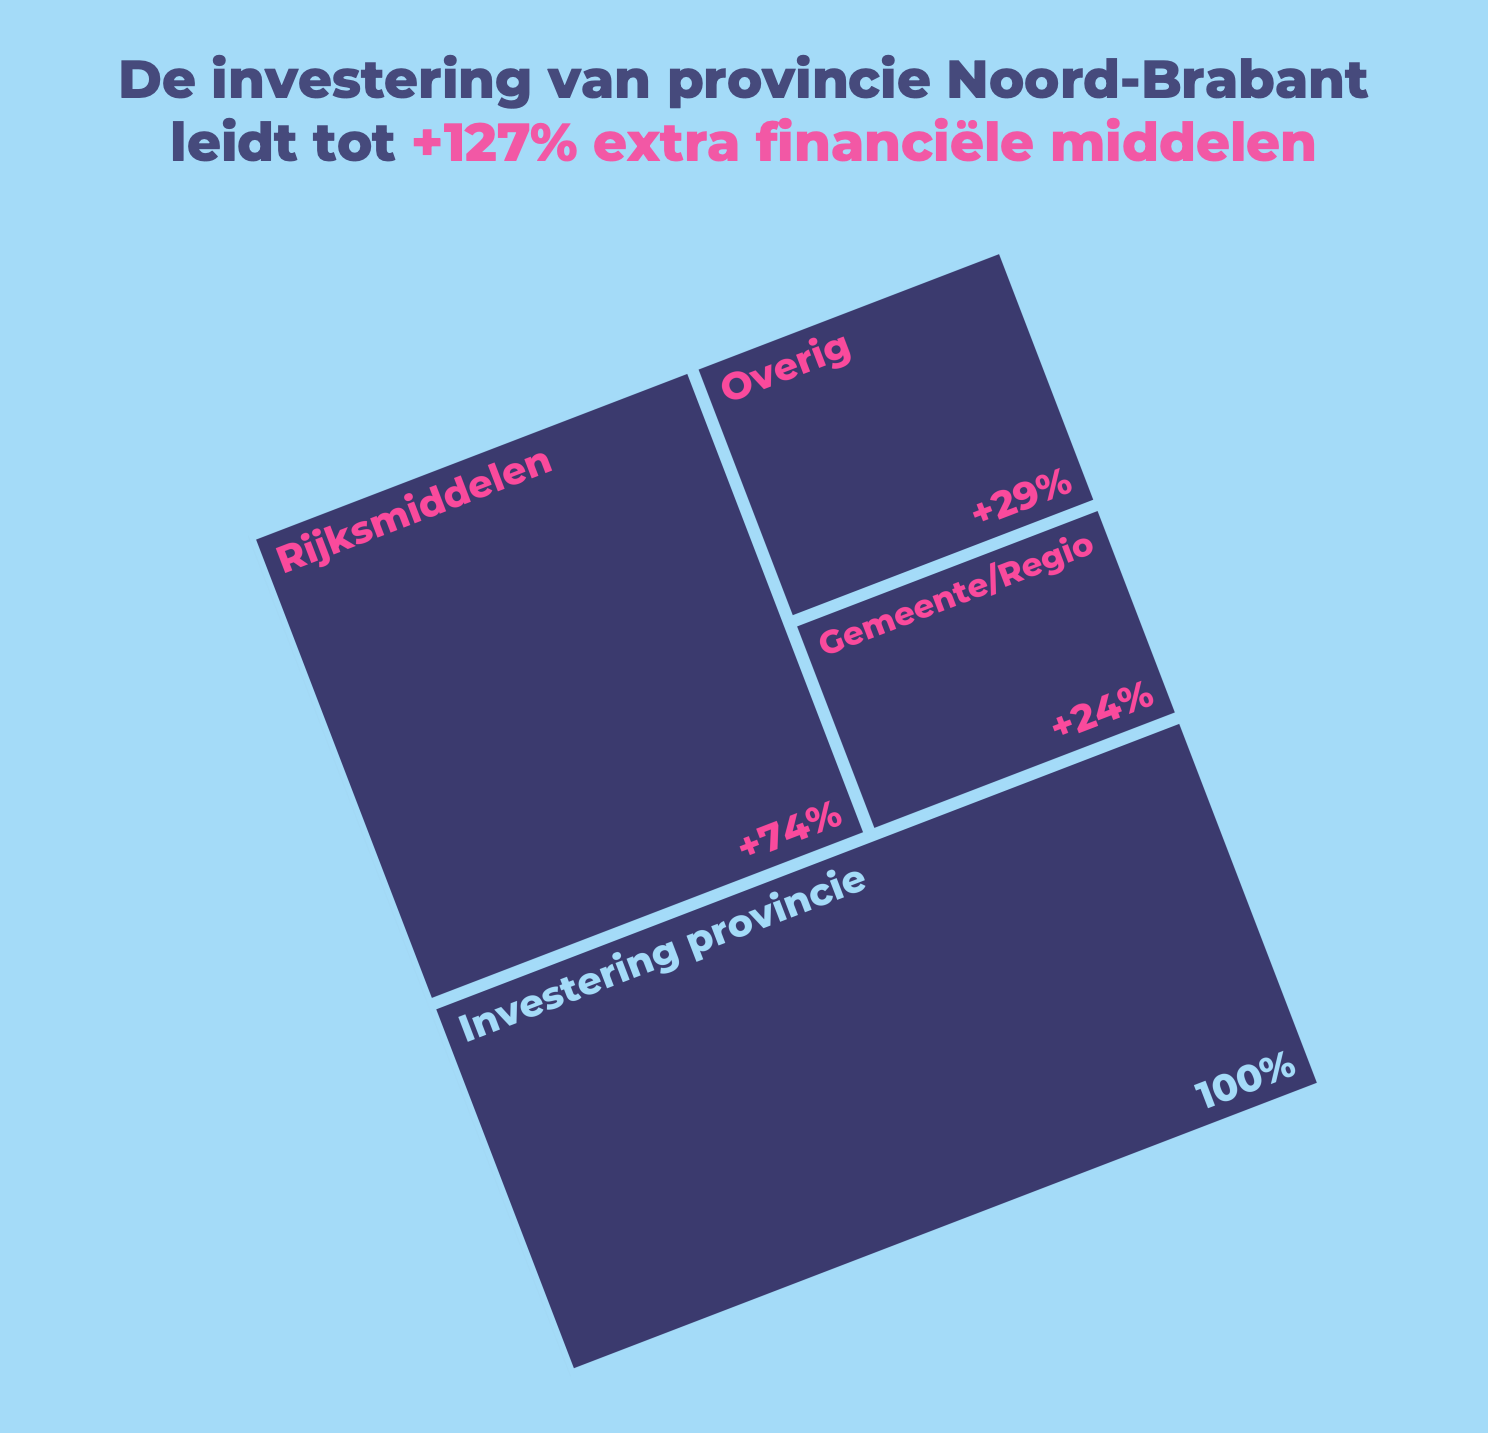 De investering van provincie Noord-Brabant
leidt tot +127% extra financiële middelen
Overig
+29%
Rijksmiddelen
+74%
Gemeente/Regio
+24%
Investering provincie
100%